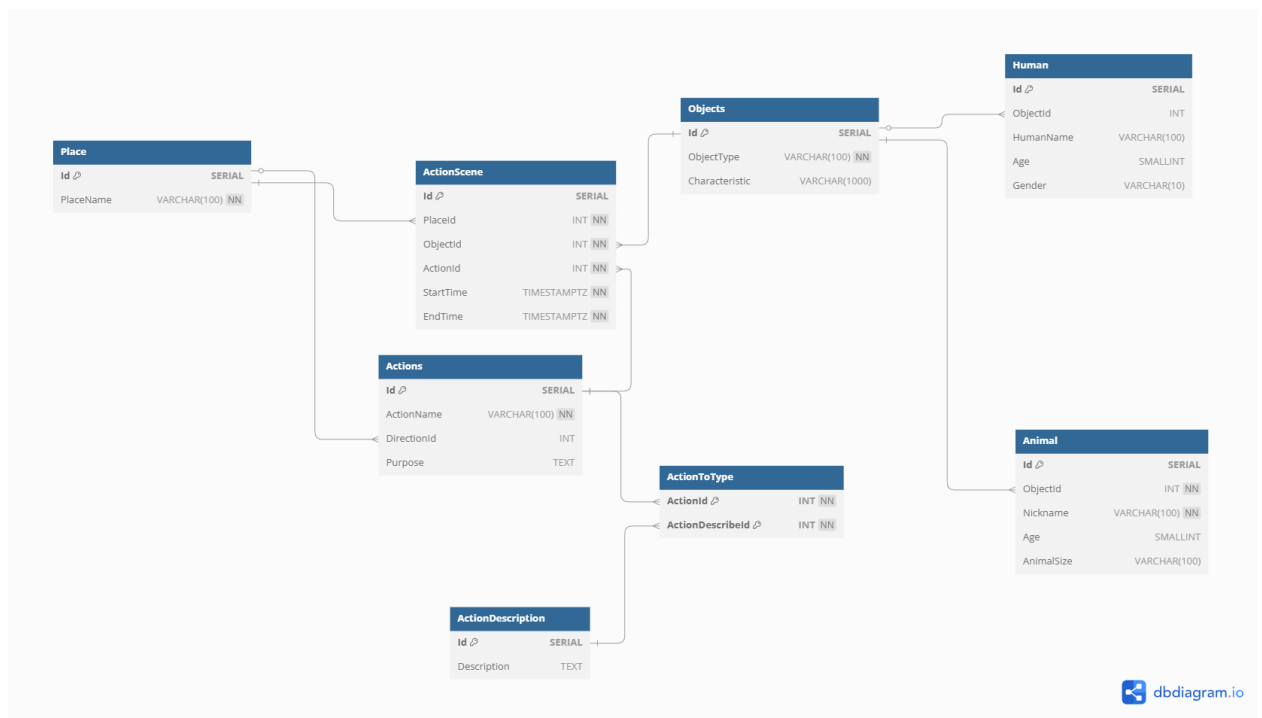 Place
Id SERIAL
PlaceName VARCHAR(100) NN
ActionScene
Id SERIAL
PlaceId INT NN
ObjectId INT NN
ActionId INT NN
StartTime TIMESTAMPTZ NN
EndTime TIMESTAMPTZ NN
Actions
Id SERIAL
ActionName VARCHAR(100) NN
DirectionId INT
Purpose TEXT
ActionDescription
Id SERIAL
Description TEXT
ActionToType
ActionId INT NN
ActionDescribeId INT NN
Objects
Id SERIAL
ObjectType VARCHAR(100) NN
Characteristic VARCHAR(1000)
Human
Id SERIAL
ObjectId INT
HumanName VARCHAR(100)
Age SMALLINT
Gender VARCHAR(10)
Animal
Id SERIAL
ObjectId INT NN
Nickname VARCHAR(100) NN
Age SMALLINT
AnimalSize VARCHAR(100)
dbdiagram.io